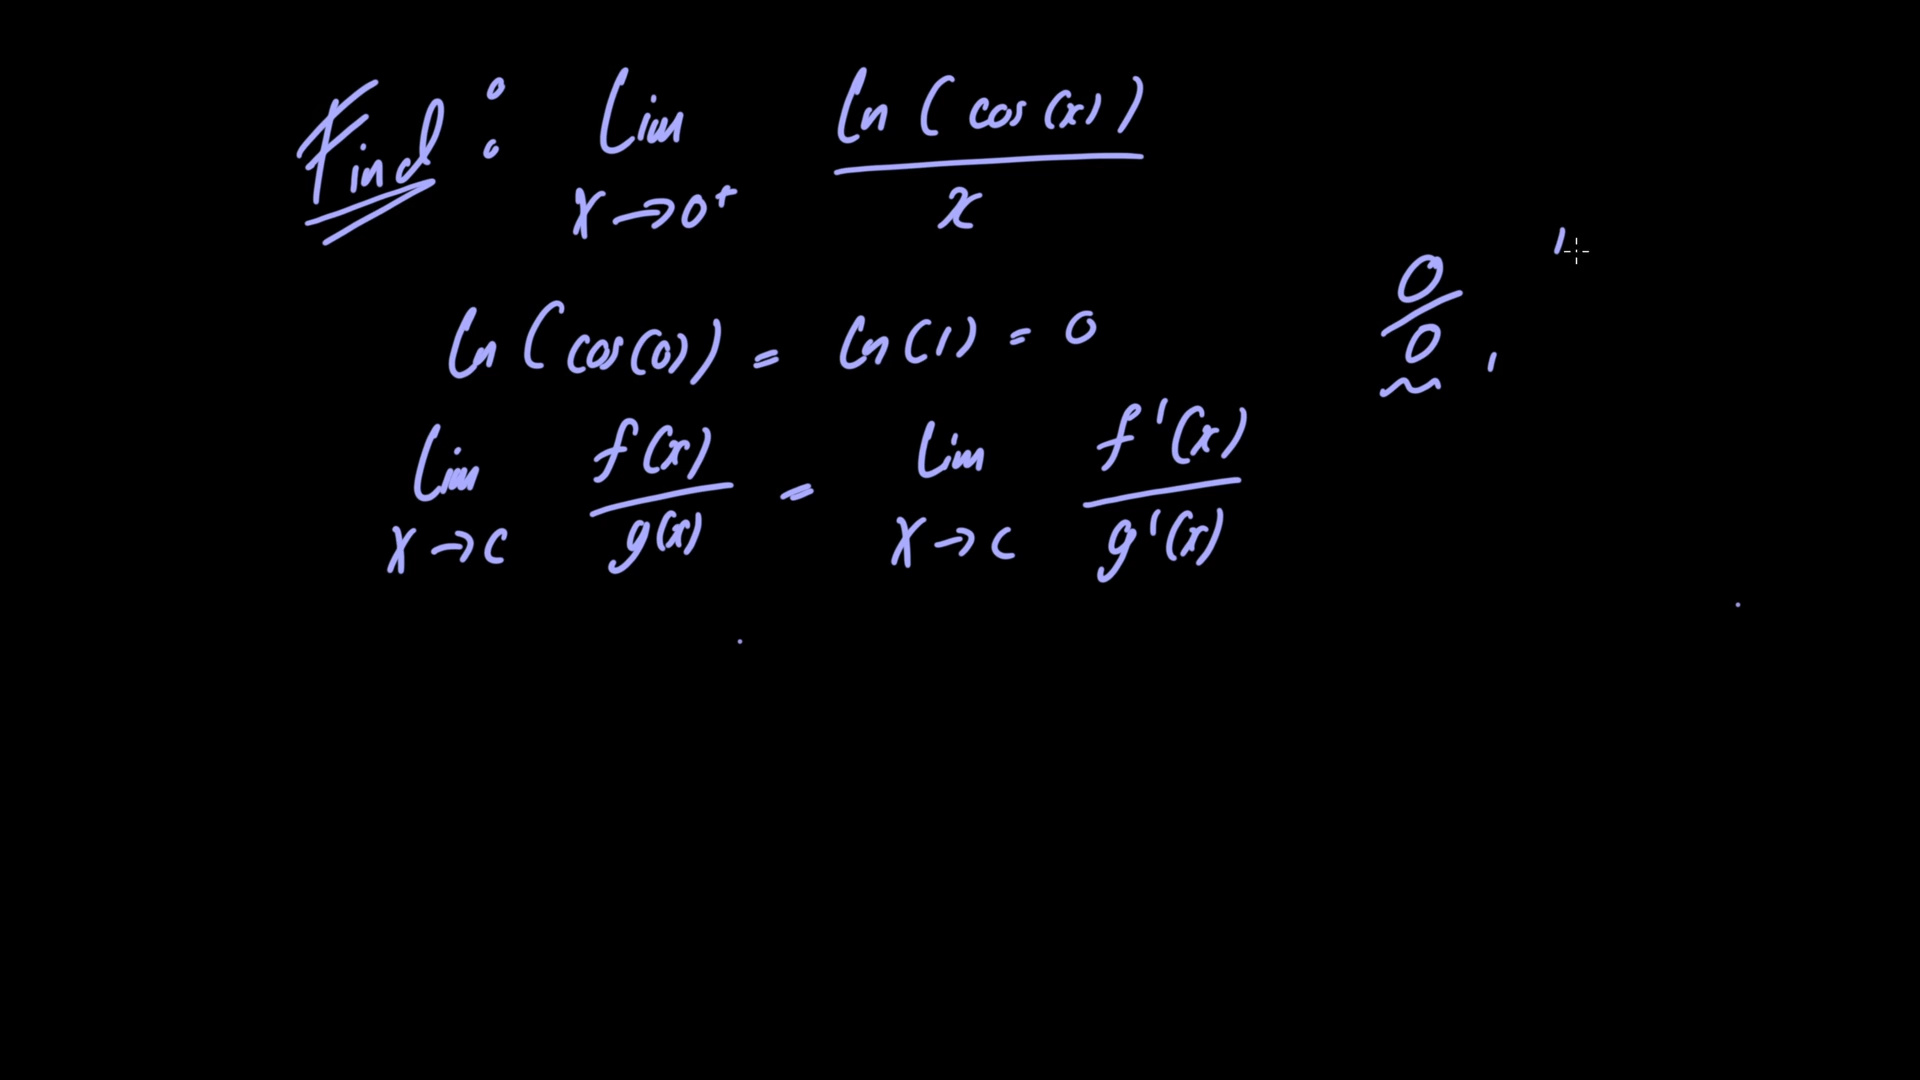 Find: Lim x→0⁺ ln(cos(x)) / x
ln(cos(0)) = ln(1) = 0
0/0,
Lim x→c f(x)/g(x) = Lim x→c f'(x)/g'(x)